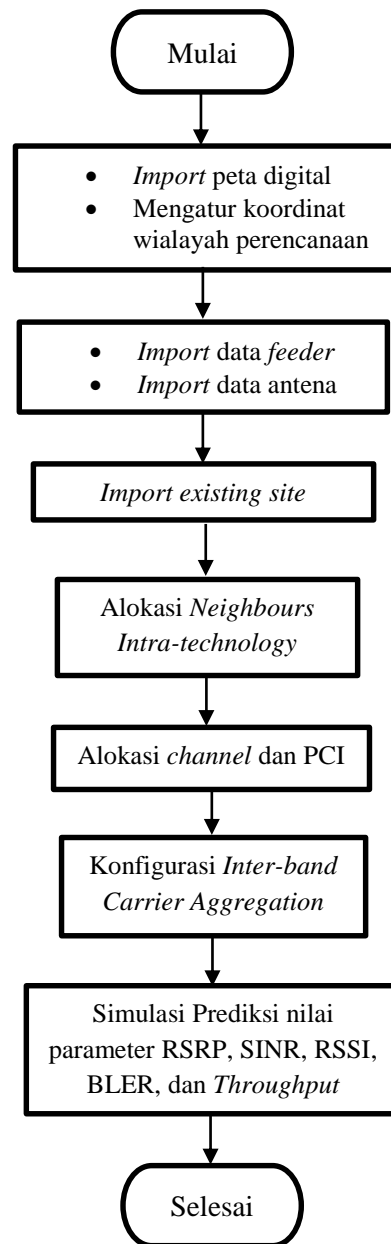 Mulai
• Import peta digital
• Mengatur koordinat
wialayah perencanaan
• Import data feeder
• Import data antena
Import existing site
Alokasi Neighbours
Intra-technology
Alokasi channel dan PCI
Konfigurasi Inter-band
Carrier Aggregation
Simulasi Prediksi nilai
parameter RSRP, SINR, RSSI,
BLER, dan Throughput
Selesai